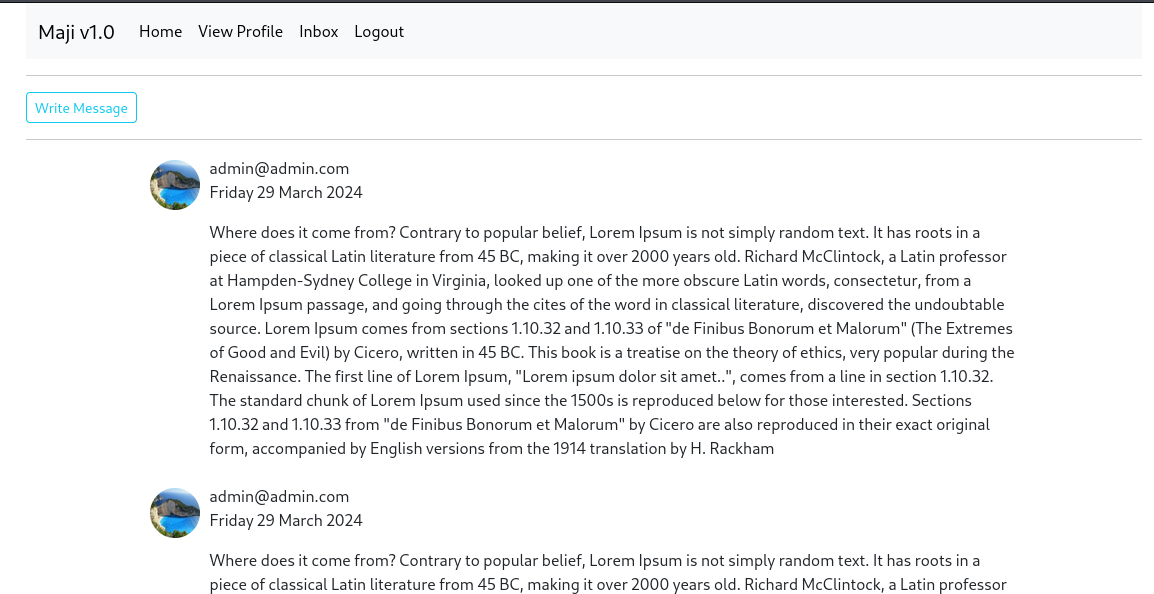 Maji v1.0 Home View Profile Inbox Logout
Write Message
admin@admin.com
Friday 29 March 2024
Where does it come from? Contrary to popular belief, Lorem Ipsum is not simply random text. It has roots in a
piece of classical Latin literature from 45 BC, making it over 2000 years old. Richard McClintock, a Latin professor
at Hampden-Sydney College in Virginia, looked up one of the more obscure Latin words, consectetur, from a
Lorem Ipsum passage, and going through the cites of the word in classical literature, discovered the undoubtable
source. Lorem Ipsum comes from sections 1.10.32 and 1.10.33 of "de Finibus Bonorum et Malorum" (The Extremes
of Good and Evil) by Cicero, written in 45 BC. This book is a treatise on the theory of ethics, very popular during the
Renaissance. The first line of Lorem Ipsum, "Lorem ipsum dolor sit amet..", comes from a line in section 1.10.32.
The standard chunk of Lorem Ipsum used since the 1500s is reproduced below for those interested. Sections
1.10.32 and 1.10.33 from "de Finibus Bonorum et Malorum" by Cicero are also reproduced in their exact original
form, accompanied by English versions from the 1914 translation by H. Rackham
admin@admin.com
Friday 29 March 2024
Where does it come from? Contrary to popular belief, Lorem Ipsum is not simply random text. It has roots in a
piece of classical Latin literature from 45 BC, making it over 2000 years old. Richard McClintock, a Latin professor